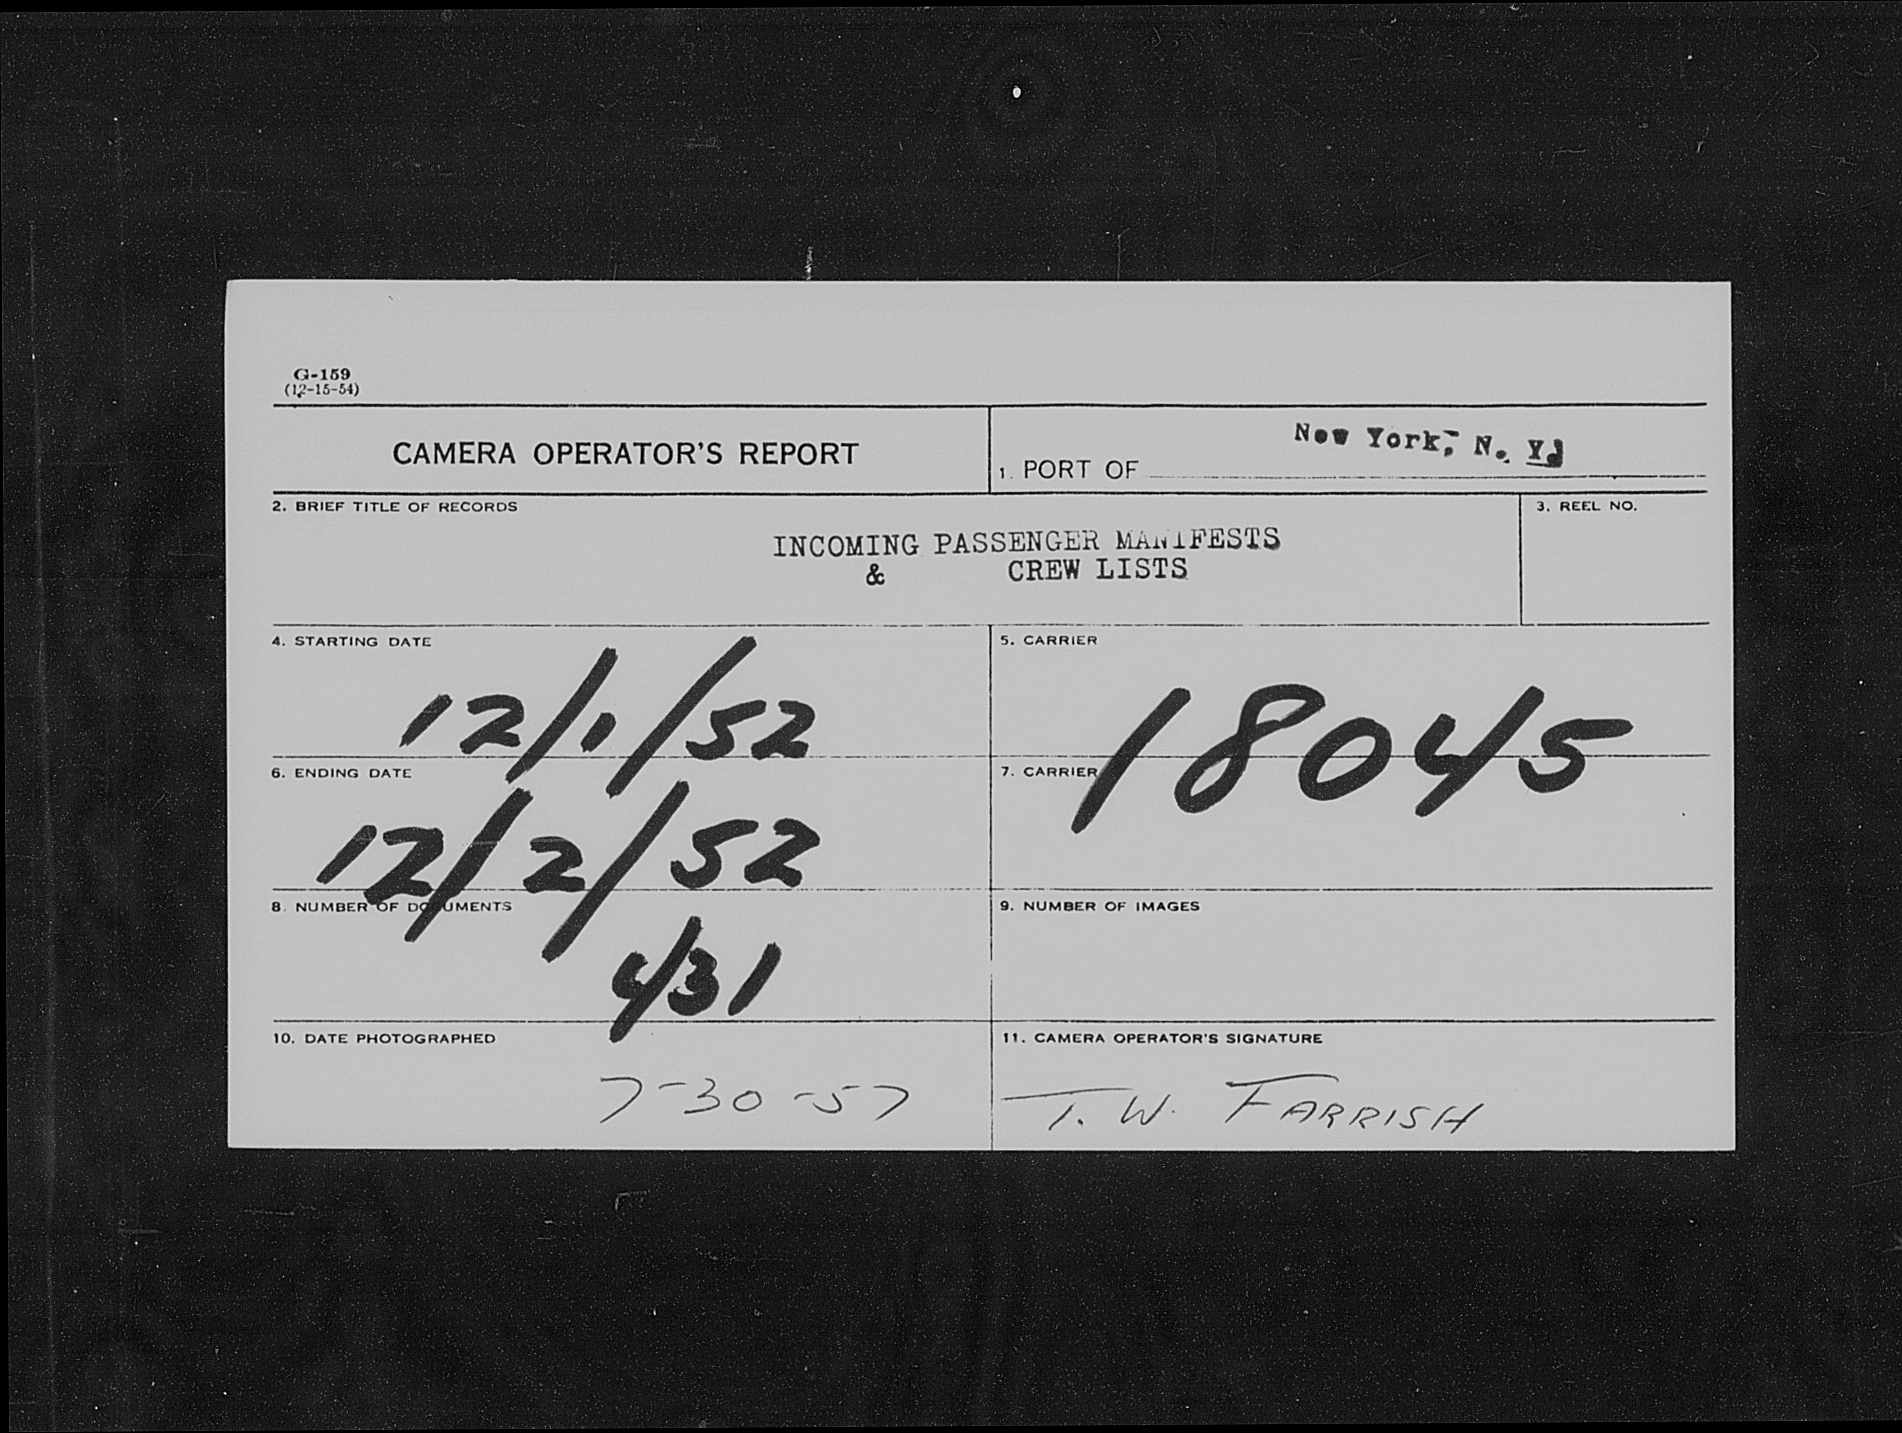 G-159
(12-15-54)
CAMERA OPERATOR'S REPORT
1. PORT OF New York, N. Y.
2. BRIEF TITLE OF RECORDS
INCOMING PASSENGER MANIFESTS
& CREW LISTS
3. REEL NO.
4. STARTING DATE
12/1/52
5. CARRIER
18045
6. ENDING DATE
12/2/52
7. CARRIER
8. NUMBER OF DOCUMENTS
431
9. NUMBER OF IMAGES
10. DATE PHOTOGRAPHED
7-30-57
11. CAMERA OPERATOR'S SIGNATURE
T. W. FARRISH